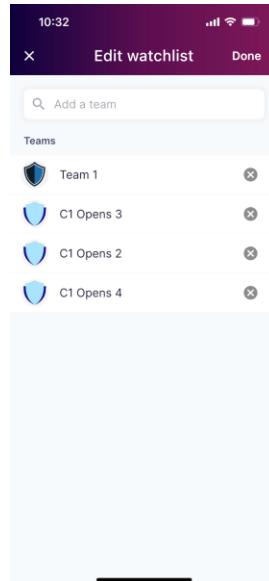 10:32
Edit watchlist
Done
Add a team
Teams
Team 1
C1 Opens 3
C1 Opens 2
C1 Opens 4